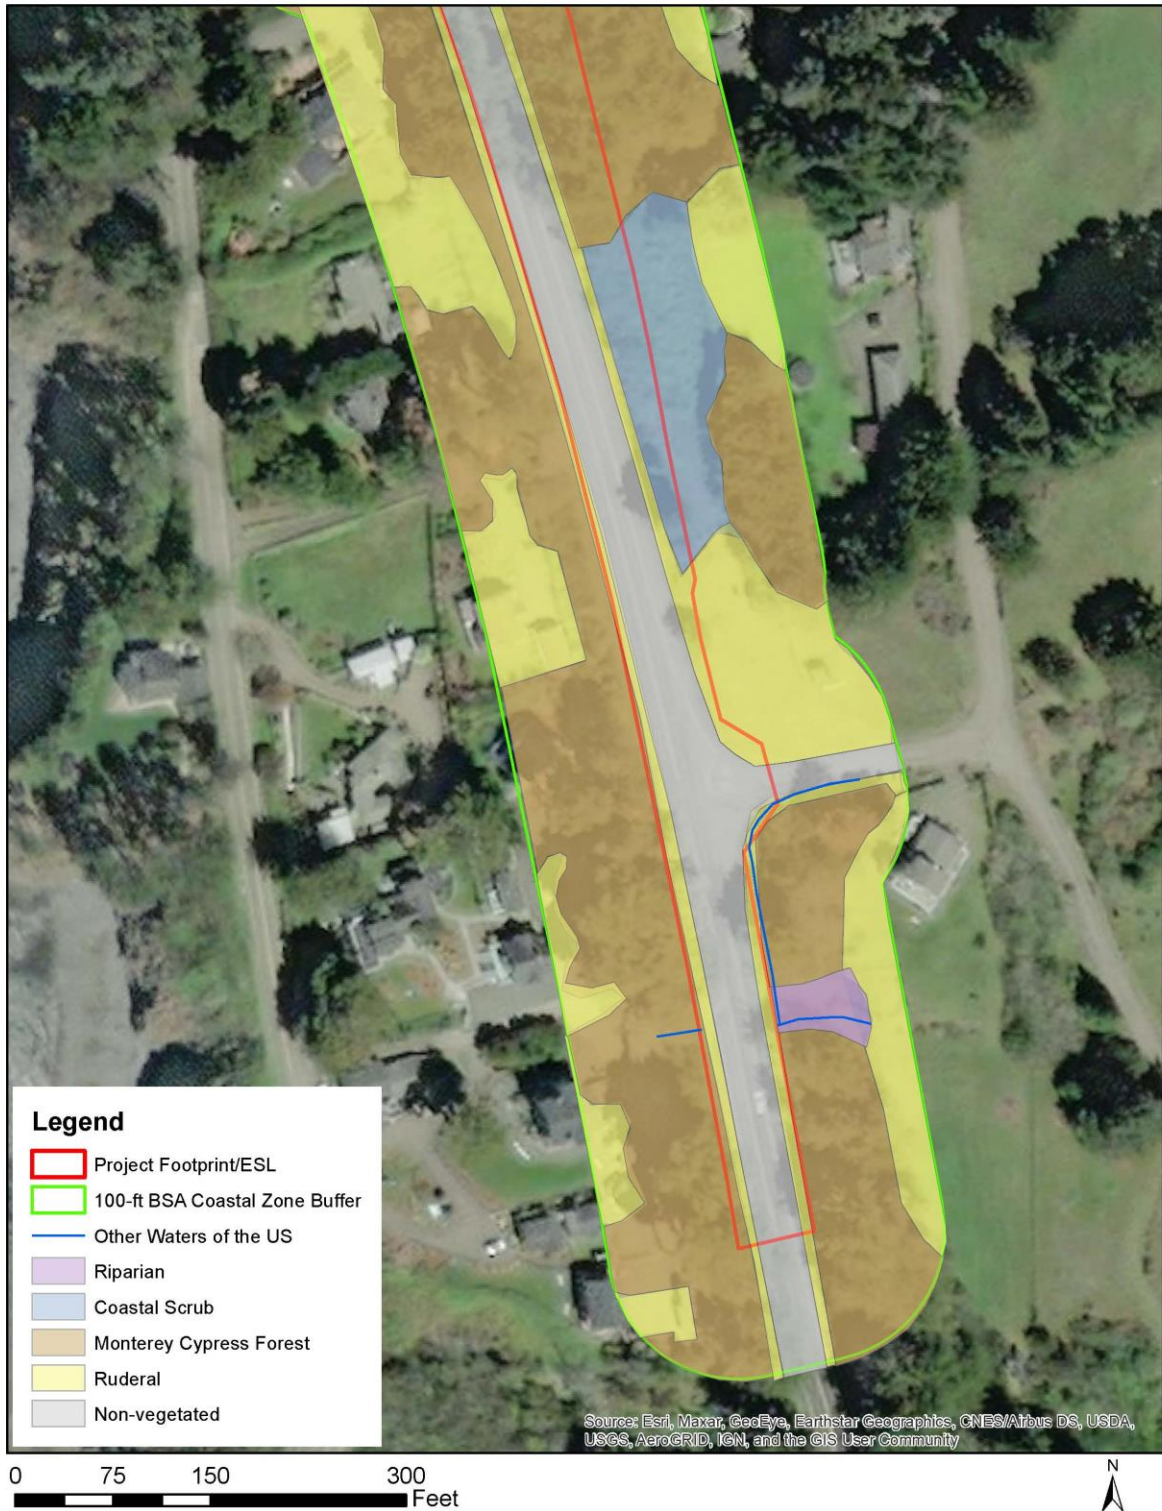 Legend
Project Footprint/ESL
100-ft BSA Coastal Zone Buffer
Other Waters of the US
Riparian
Coastal Scrub
Monterey Cypress Forest
Ruderal
Non-vegetated
Source: Esri, Maxar, GeoEye, Earthstar Geographics, CNES/Airbus DS, USDA,
USGS, AeroGRID, IGN, and the GIS User Community
0 75 150 300
Feet
N